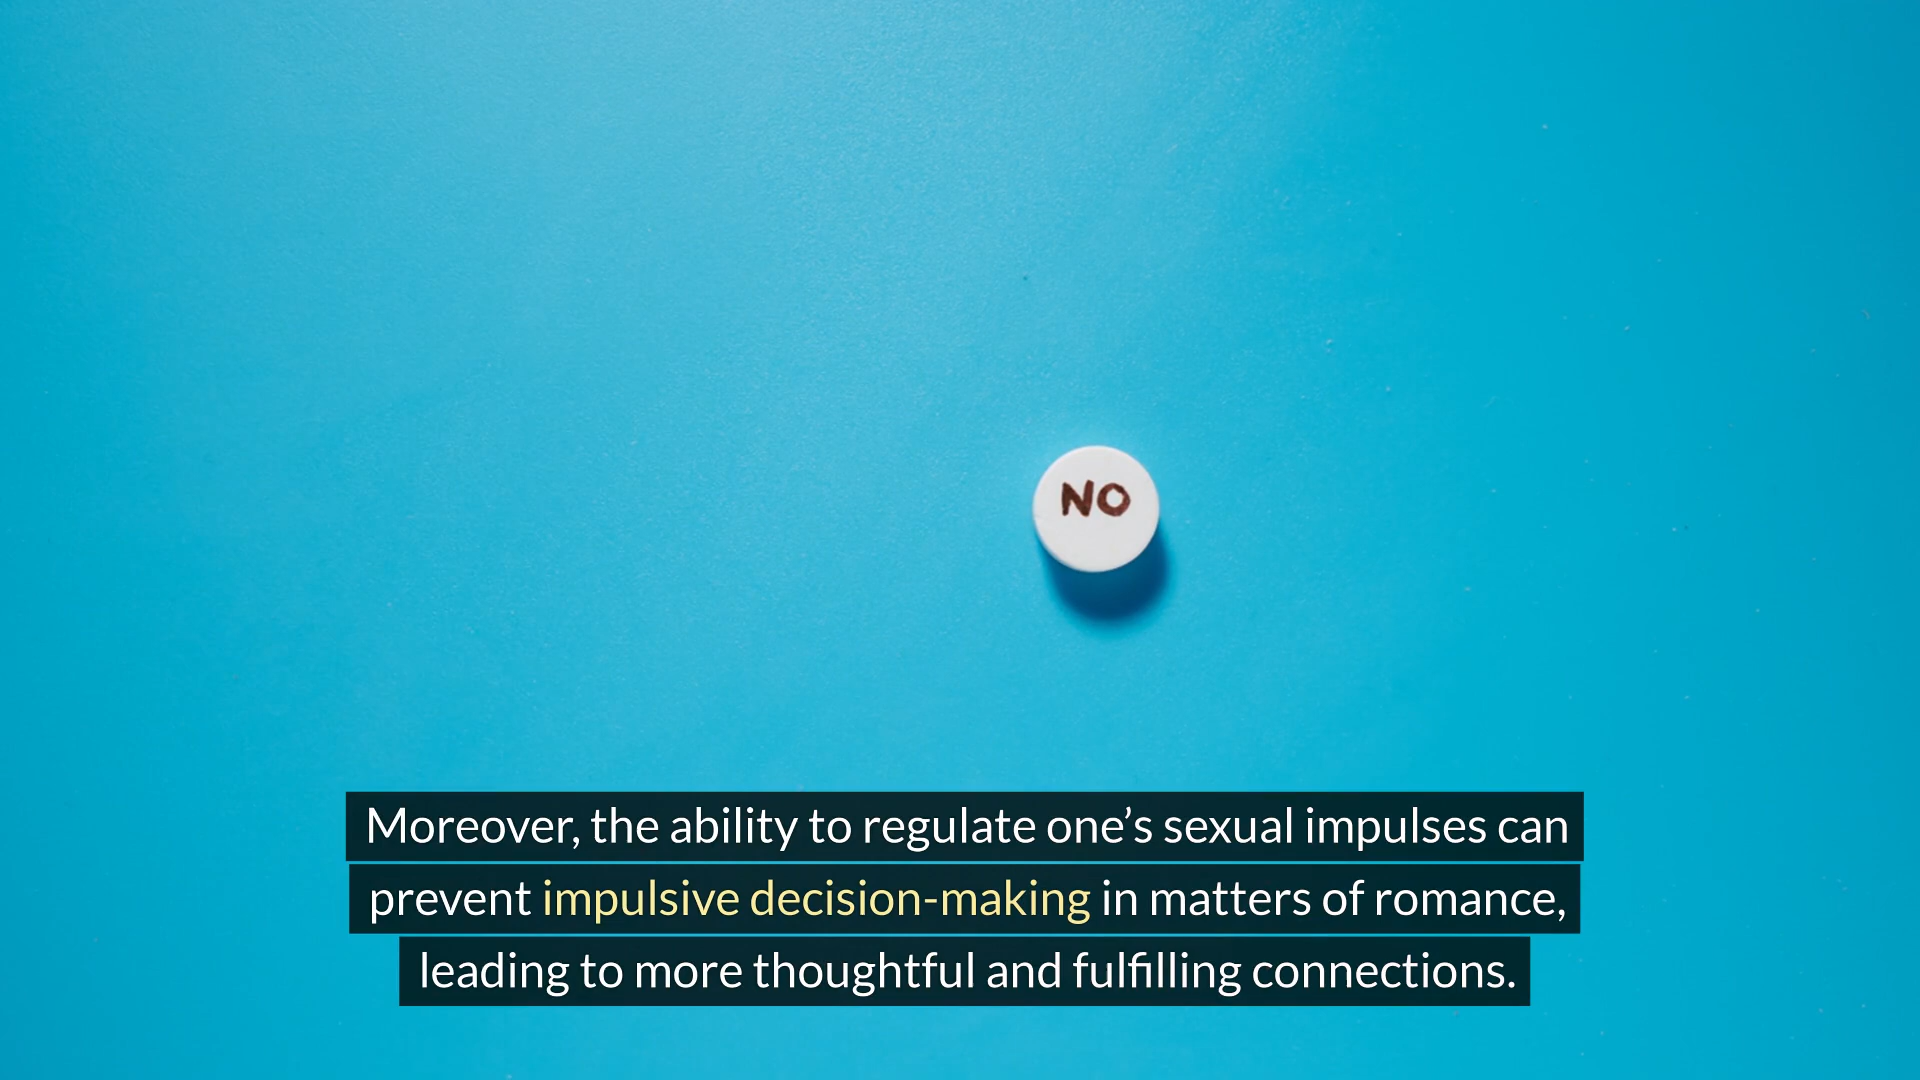 NO
Moreover, the ability to regulate one’s sexual impulses can
prevent impulsive decision-making in matters of romance,
leading to more thoughtful and fulfilling connections.